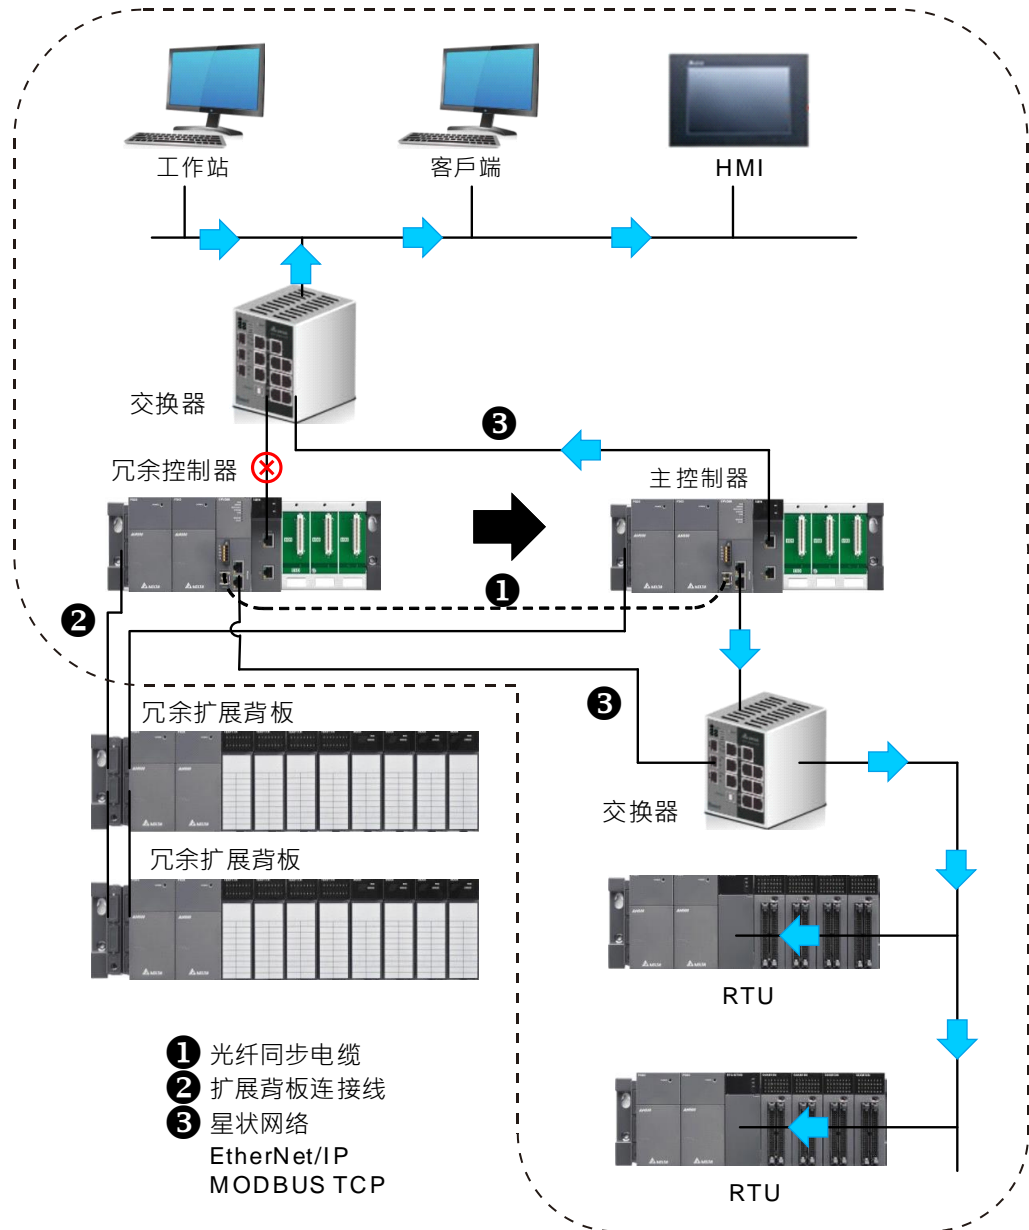 工作站
客戶端
HMI
交换器
❸
冗余控制器
主控制器
❶
❷
❸
冗余扩展背板
交换器
冗余扩展背板
RTU
❶ 光纤同步电缆
❷ 扩展背板连接线
❸ 星状网络
EtherNet/IP
MODBUS TCP
RTU